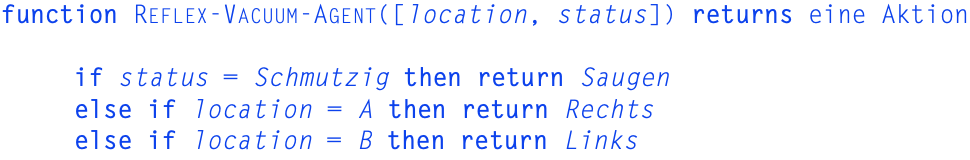 function REFLEX-VACUUM-AGENT([location, status]) returns eine Aktion
if status = Schmutzig then return Saugen
else if location = A then return Rechts
else if location = B then return Links